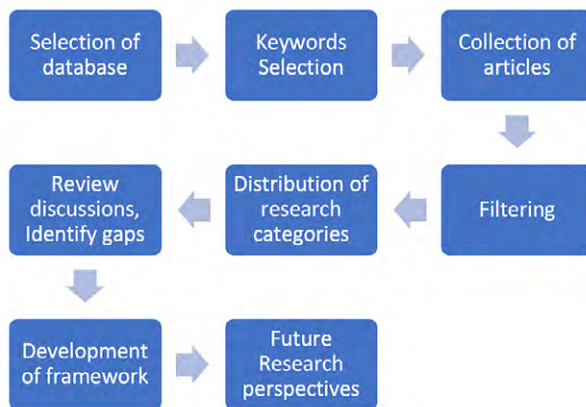 Selection of
database
Keywords
Selection
Collection of
articles
Filtering
Distribution of
research
categories
Review
discussions,
Identify gaps
Development
of framework
Future
Research
perspectives